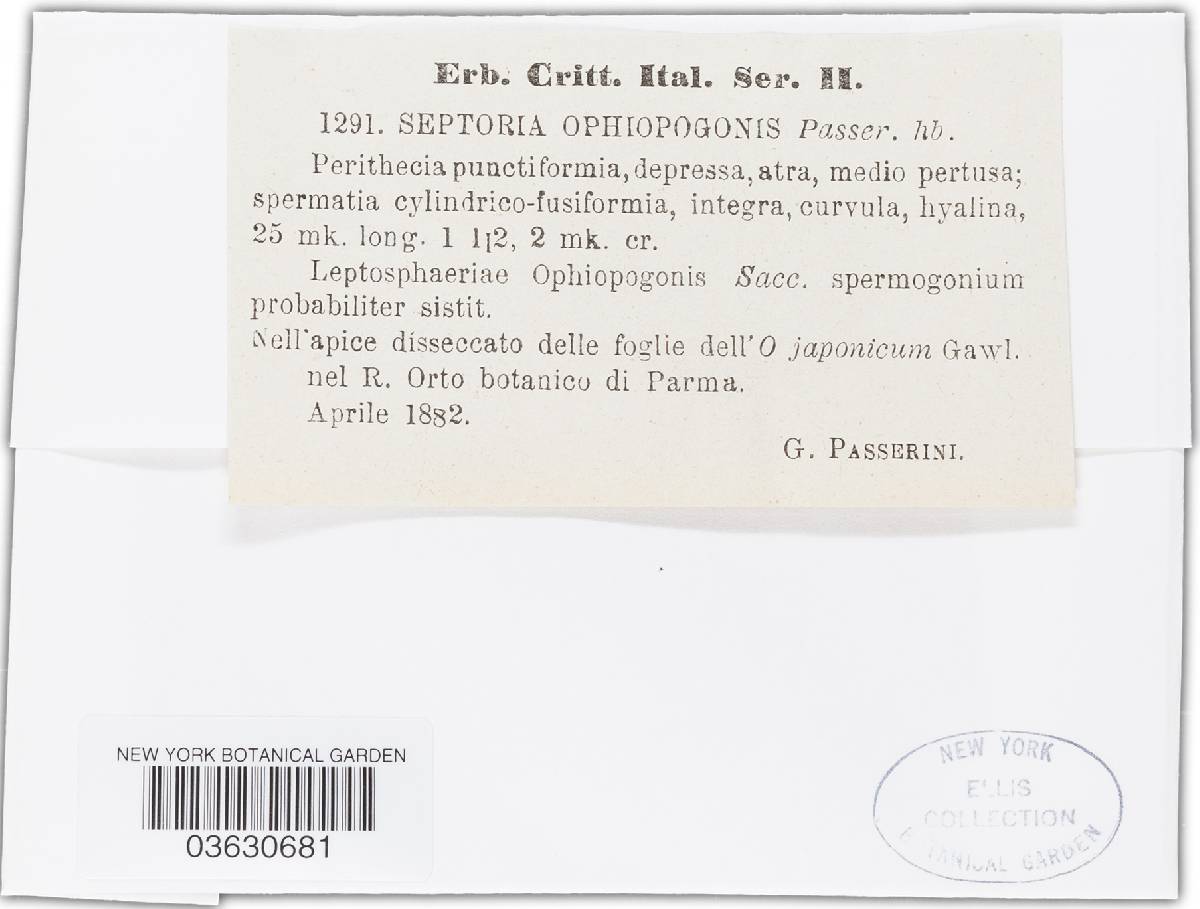 Erb. Critt. Ital. Ser. II.
1291. SEPTORIA OPHIOPOGONIS Passer. hb.
Perithecia punctiformia, depressa, atra, medio pertusa;
spermatia cylindrico-fusiformia, integra, curvula, hyalina,
25 mk. long. 1 1|2, 2 mk. cr.
Leptosphaeriae Ophiopogonis Sacc. spermogonium
probabiliter sistit.
Nell'apice disseccato delle foglie dell'O japonicum Gawl.
nel R. Orto botanico di Parma.
Aprile 1882.
G. PASSERINI.
NEW YORK BOTANICAL GARDEN
03630681
NEW YORK
ELLIS
COLLECTION
BOTANICAL GARDEN